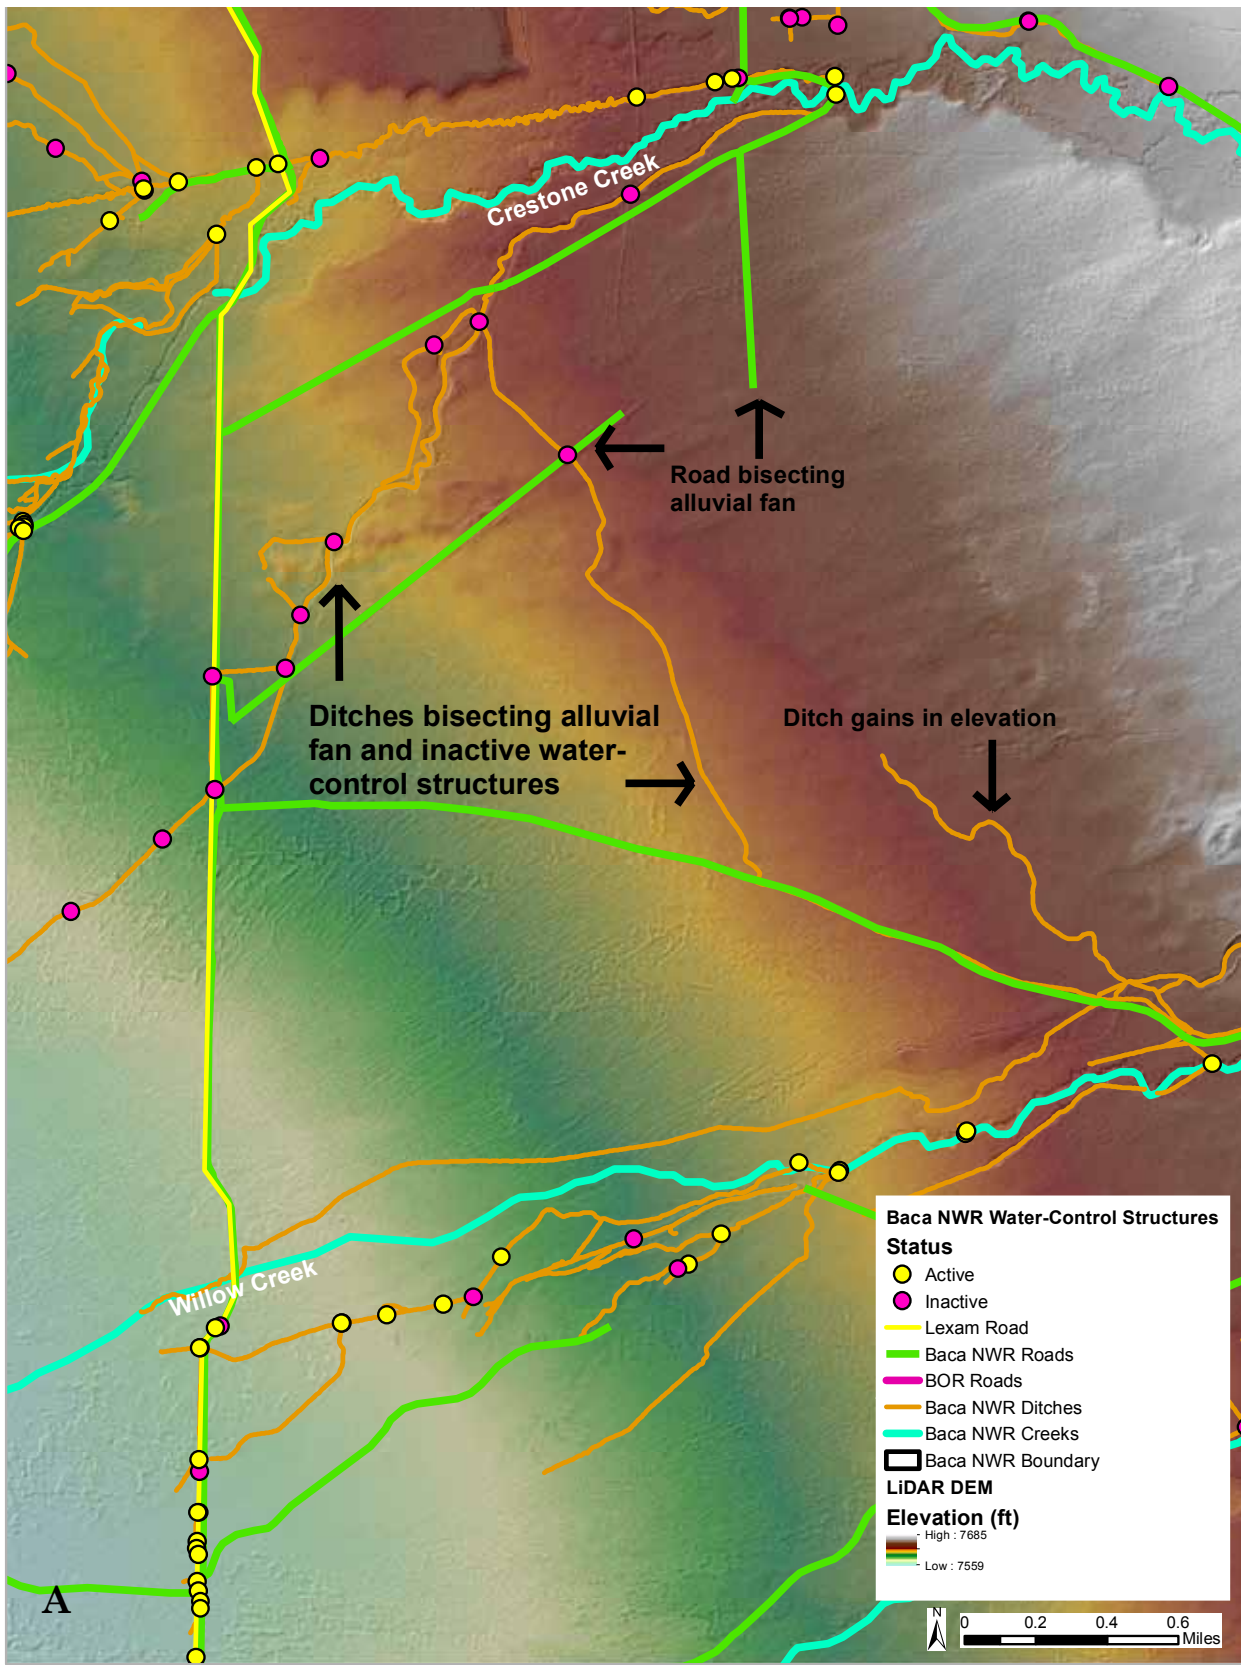 Crestone Creek
Road bisecting
alluvial fan
Ditches bisecting alluvial
fan and inactive water-
control structures
Ditch gains in elevation
Willow Creek
Baca NWR Water-Control Structures
Status
Active
Inactive
Lexam Road
Baca NWR Roads
BOR Roads
Baca NWR Ditches
Baca NWR Creeks
Baca NWR Boundary
LiDAR DEM
Elevation (ft)
High : 7685
Low : 7559
A
N
0 0.2 0.4 0.6
Miles